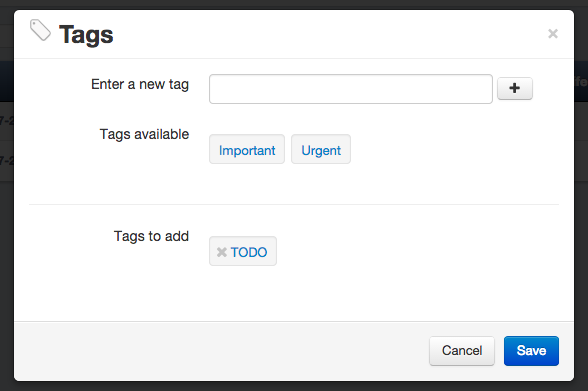 Tags ×
Enter a new tag +
Tags available Important Urgent
Tags to add × TODO
Cancel Save